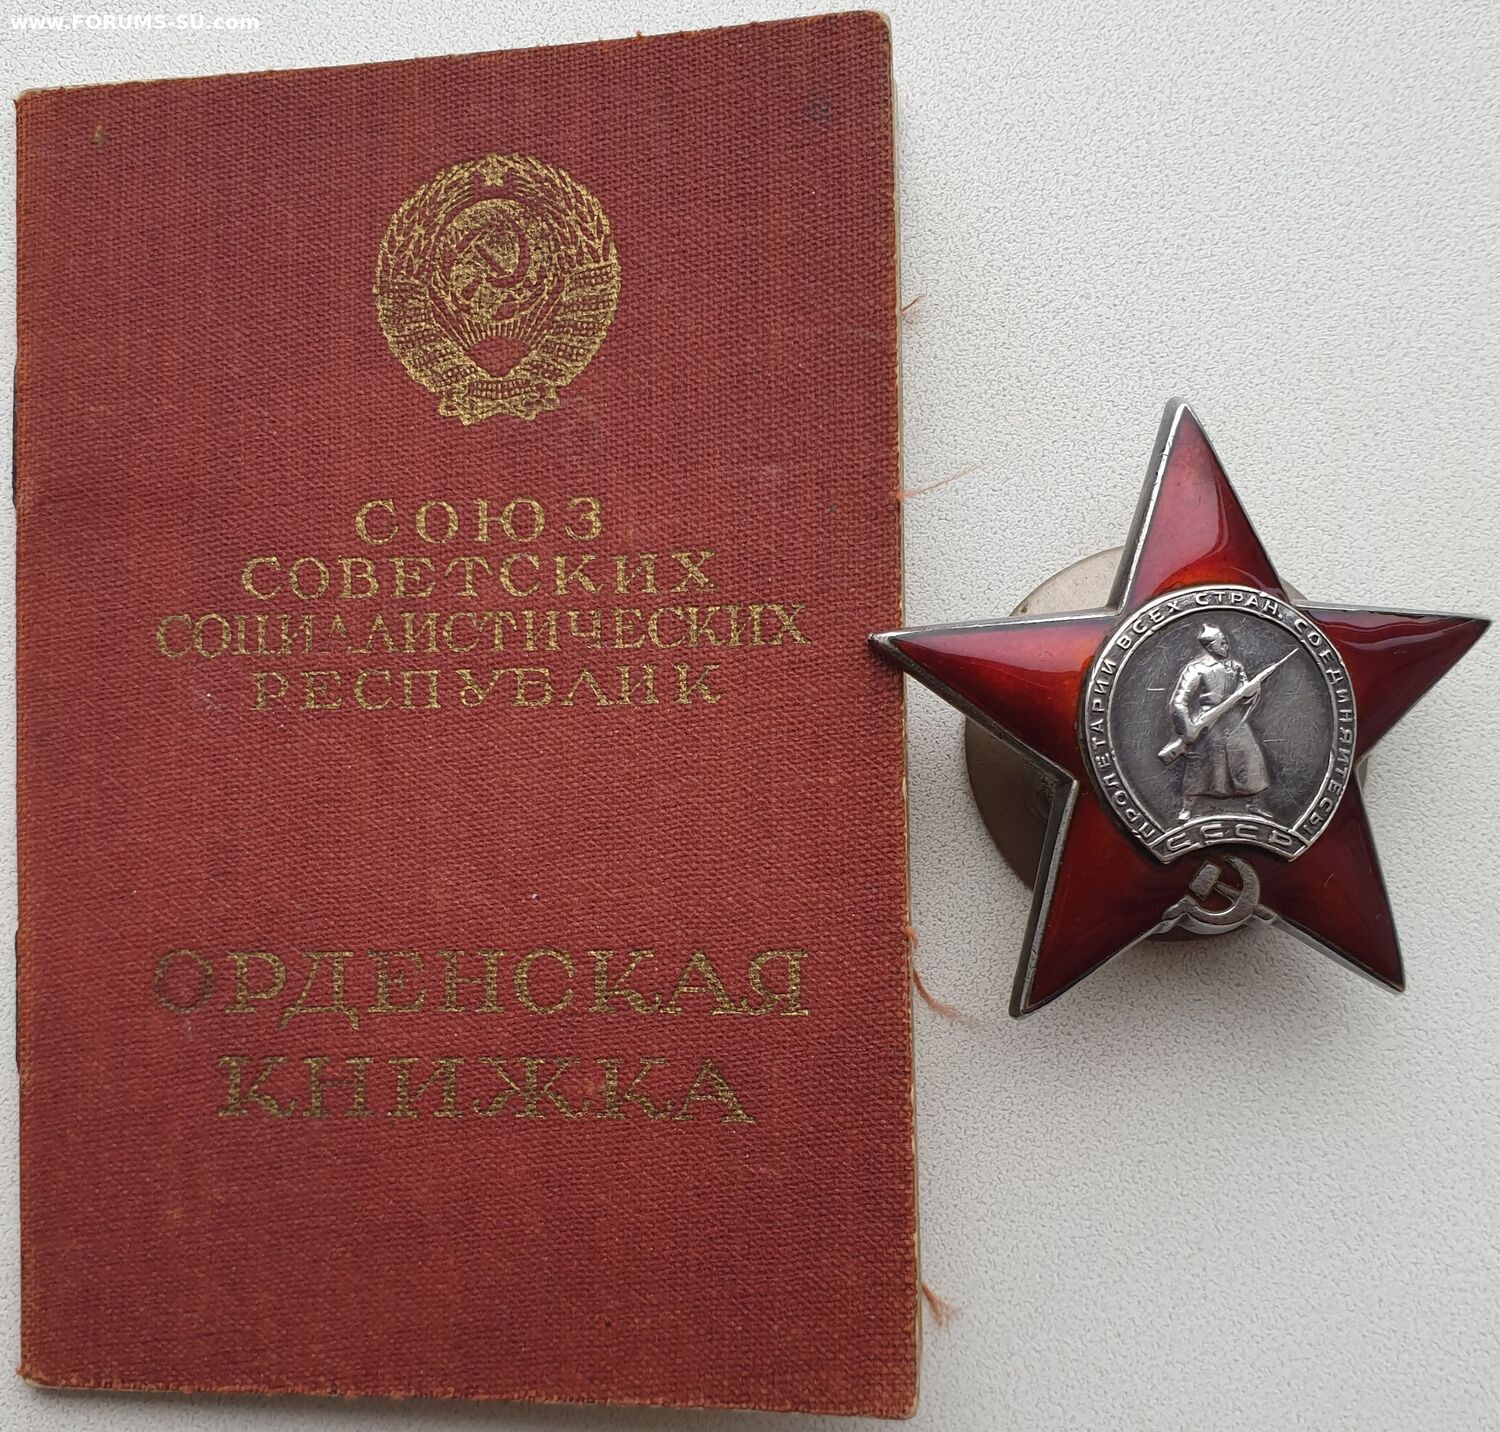 www.FORUMS-SU.com
СОЮЗ
СОВЕТСКИХ
СОЦИАЛИСТИЧЕСКИХ
РЕСПУБЛИК
ОРДЕНСКАЯ
КНИЖКА
ПРОЛЕТАРИИ ВСЕХ СТРАН, СОЕДИНЯЙТЕСЬ!
СССР